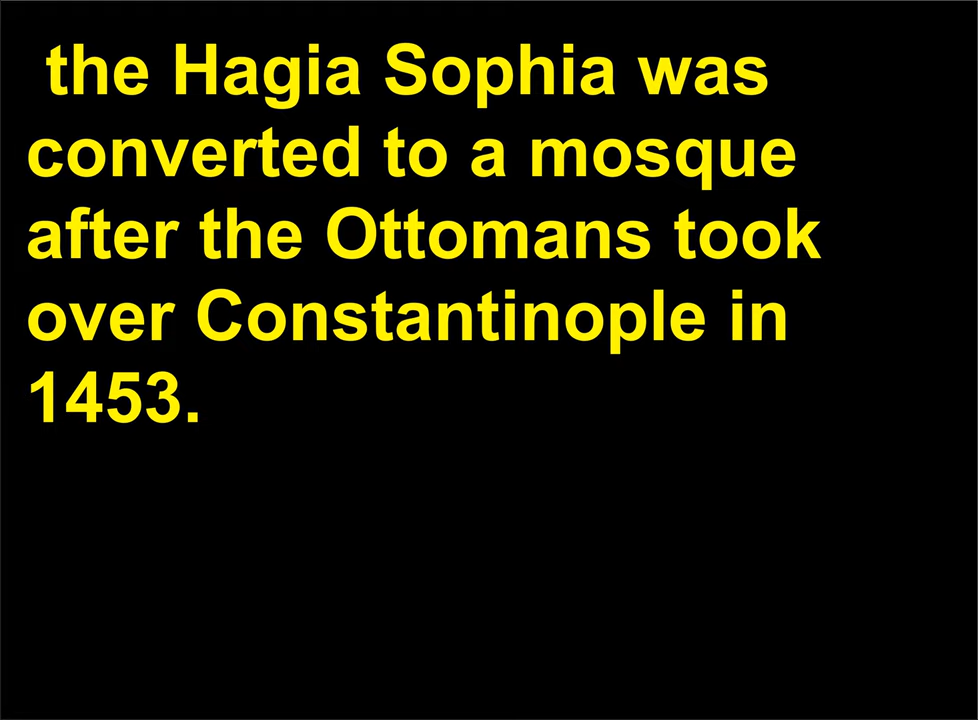 the Hagia Sophia was
converted to a mosque
after the Ottomans took
over Constantinople in
1453.